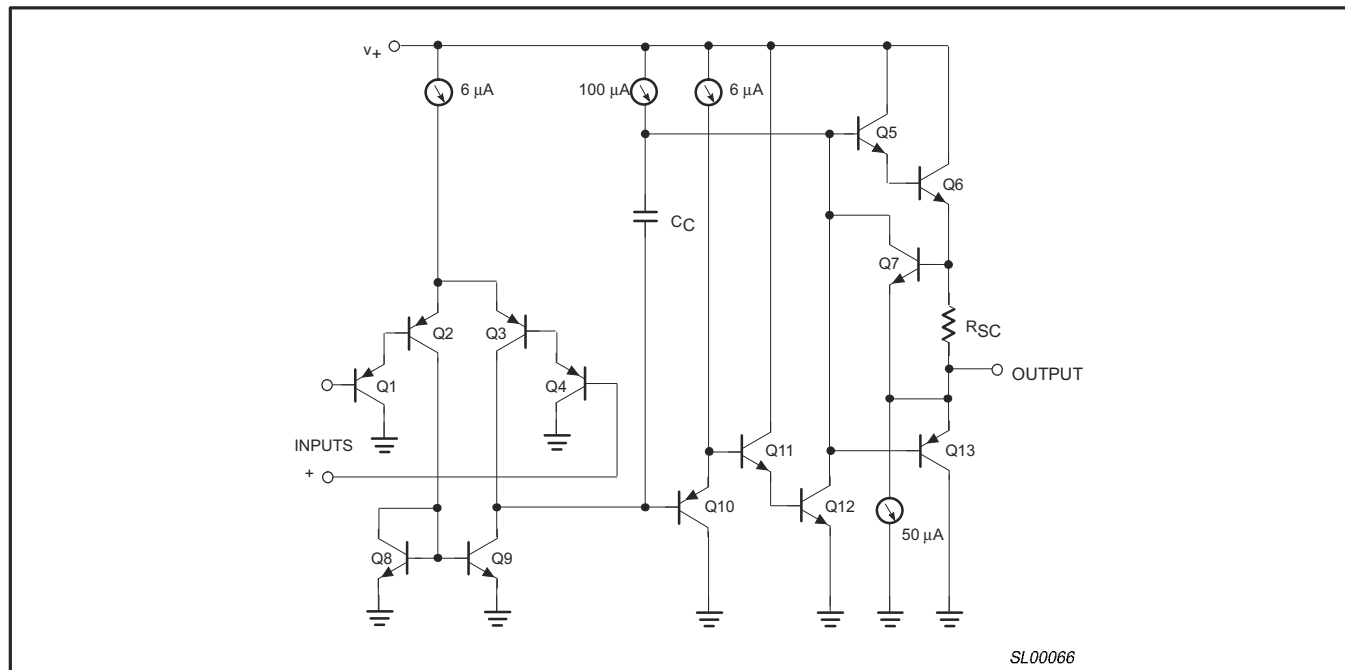 V+
6 µA
100 µA
6 µA
Q5
Q6
CC
Q7
Q2
Q3
RSC
Q1
Q4
OUTPUT
INPUTS
+
Q11
Q13
Q10
Q12
50 µA
Q8
Q9
SL00066